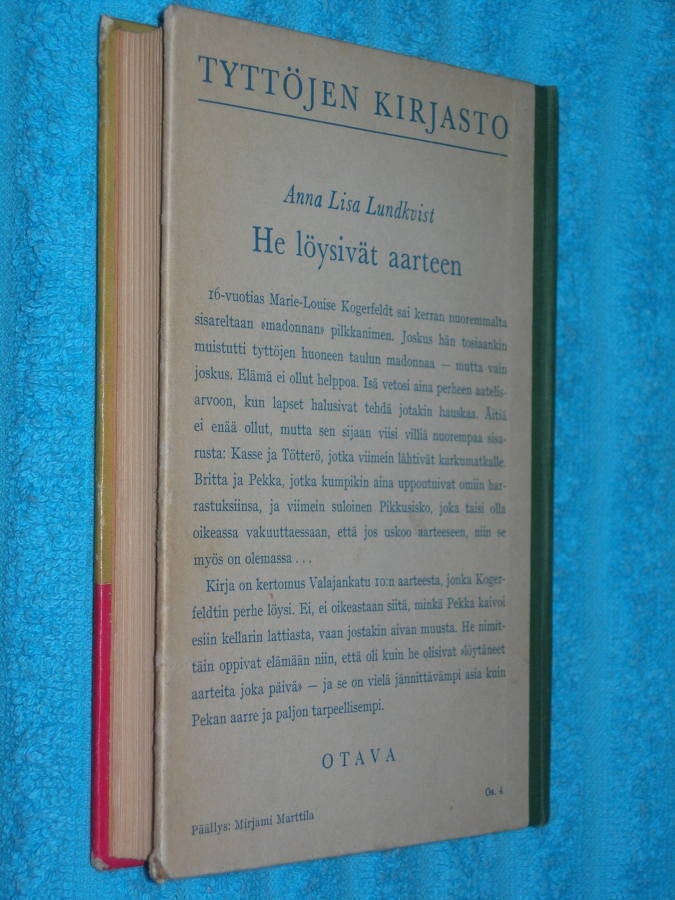 TYTTÖJEN KIRJASTO
Anna Lisa Lundkvist
He löysivät aarteen
16-vuotias Marie-Louise Kogerfeldt sai kerran nuoremmalta
sisareltaan »madonnan» pilkkanimen. Joskus hän tosiaankin
muistutti tyttöjen huoneen taulun madonnaa — mutta vain
joskus. Elämä ei ollut helppoa. Isä vetosi aina perheen aatelis-
arvoon, kun lapset halusivat tehdä jotakin hauskaa. Äitiä
ei enää ollut, mutta sen sijaan viisi villiä nuorempaa sisa-
rusta: Kasse ja Tötterö, jotka viimein lähtivät karkumatkalle.
Britta ja Pekka, jotka kumpikin aina uppoutuivat omiin har-
rastuksiinsa, ja viimein suloinen Pikkusisko, joka taisi olla
oikeassa vakuuttaessaan, että jos uskoo aarteeseen, niin se
myös on olemassa . . .
Kirja on kertomus Valajankatu 10:n aarteesta, jonka Koger-
feldtin perhe löysi. Ei, ei oikeastaan siitä, minkä Pekka kaivoi
esiin kellarin lattiasta, vaan jostakin aivan muusta. He nimit-
täin oppivat elämään niin, että oli kuin he olisivat »löytäneet
aarteita joka päivä» — ja se on vielä jännittävämpi asia kuin
Pekan aarre ja paljon tarpeellisempi.
OTAVA
Os. 4
Päällys: Mirjami Marttila